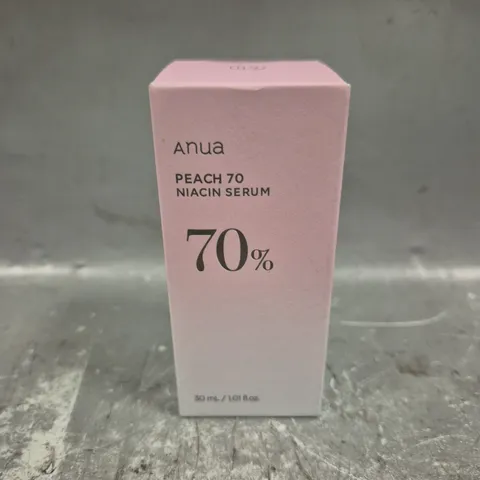 Anua
PEACH 70
NIACIN SERUM
70%
30 mL / 1.01 fl.oz.